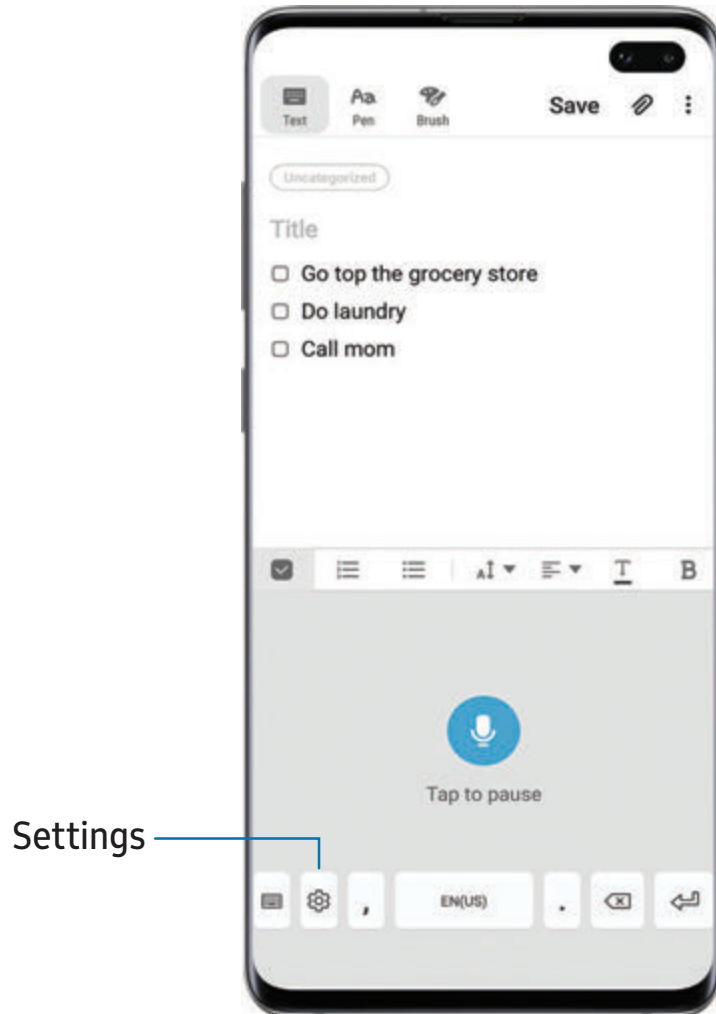 Aa
Text Pen Brush Save
Uncategorized
Title
Go top the grocery store
Do laundry
Call mom
A T B
Tap to pause
Settings
, EN(US) .